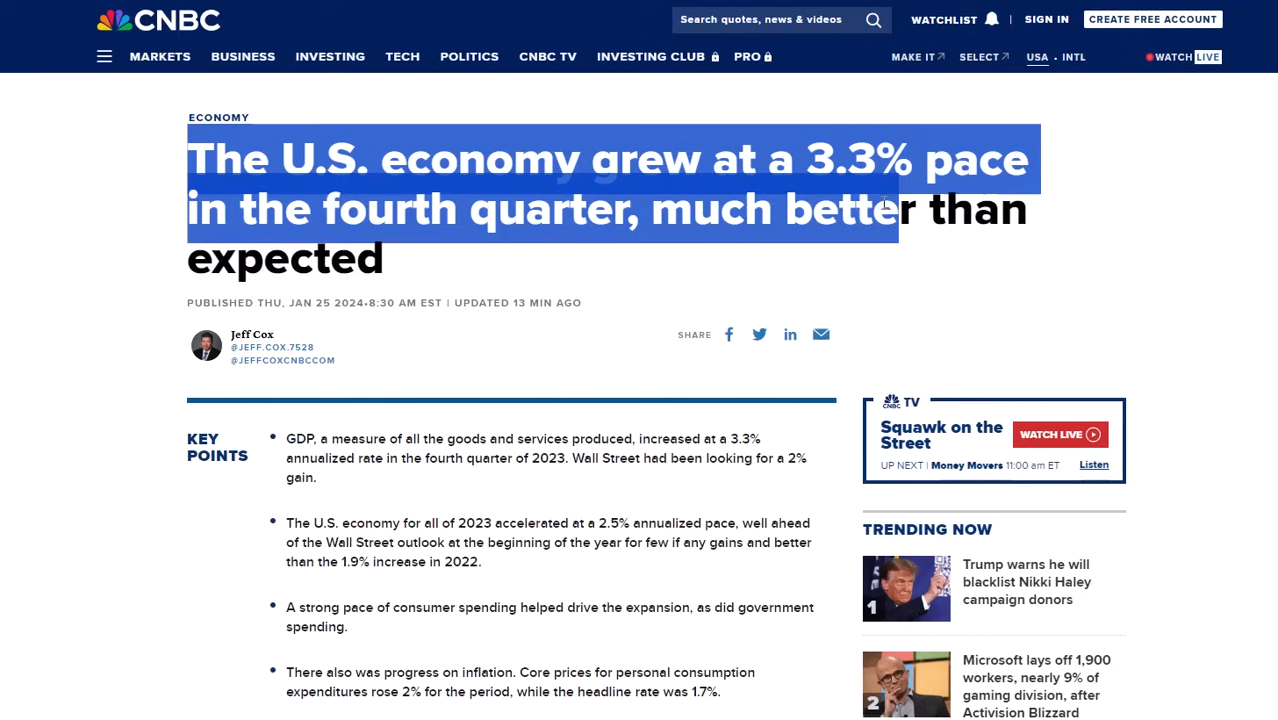 CNBC
Search quotes, news & videos
WATCHLIST
SIGN IN
CREATE FREE ACCOUNT
MARKETS BUSINESS INVESTING TECH POLITICS CNBC TV INVESTING CLUB PRO
MAKE IT SELECT USA • INTL
WATCH LIVE
ECONOMY
The U.S. economy grew at a 3.3% pace
in the fourth quarter, much better than
expected
PUBLISHED THU, JAN 25 2024•8:30 AM EST | UPDATED 13 MIN AGO
Jeff Cox
@JEFF.COX.7528
@JEFFCOXCNBCCOM
SHARE
KEY
POINTS
• GDP, a measure of all the goods and services produced, increased at a 3.3%
annualized rate in the fourth quarter of 2023. Wall Street had been looking for a 2%
gain.
• The U.S. economy for all of 2023 accelerated at a 2.5% annualized pace, well ahead
of the Wall Street outlook at the beginning of the year for few if any gains and better
than the 1.9% increase in 2022.
• A strong pace of consumer spending helped drive the expansion, as did government
spending.
• There also was progress on inflation. Core prices for personal consumption
expenditures rose 2% for the period, while the headline rate was 1.7%.
CNBC TV
Squawk on the
Street
WATCH LIVE
UP NEXT | Money Movers 11:00 am ET
Listen
TRENDING NOW
1
Trump warns he will
blacklist Nikki Haley
campaign donors
2
Microsoft lays off 1,900
workers, nearly 9% of
gaming division, after
Activision Blizzard